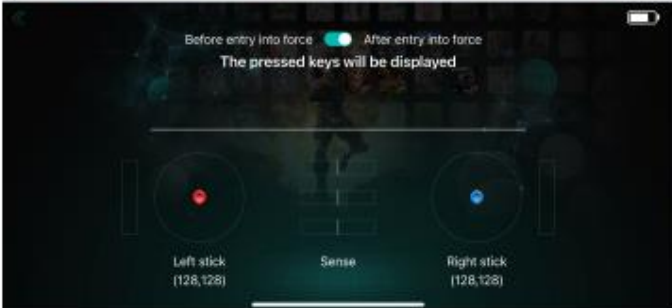 Before entry into force After entry into force
The pressed keys will be displayed
Left stick Sense Right stick
(128,128) (128,128)